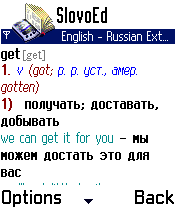 SlovoEd
English - Russian Ext...
get [get]
1. v (got; p. p. уст., амер.
gotten)
1) получать; доставать,
добывать
we can get it for you – мы
можем достать это для
вас
Options Back